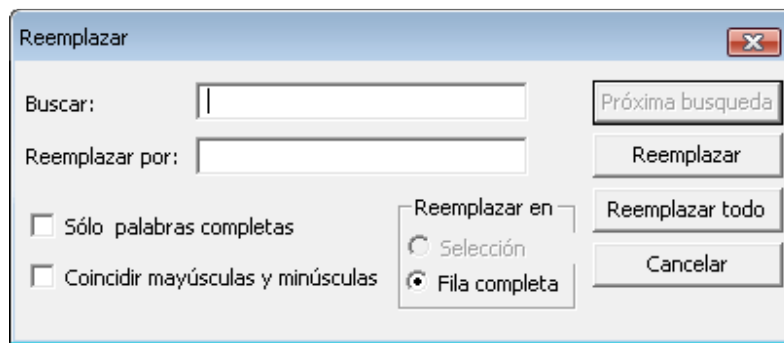 Reemplazar
Buscar:
Próxima busqueda
Reemplazar por:
Reemplazar
Sólo palabras completas
Reemplazar en
Reemplazar todo
Selección
Coincidir mayúsculas y minúsculas
Fila completa
Cancelar